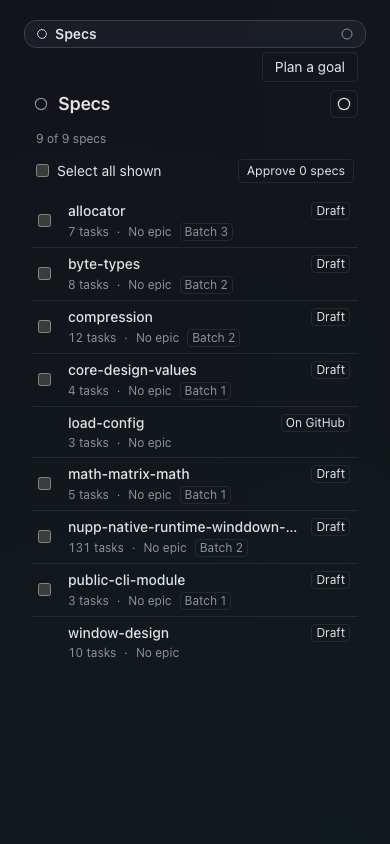 Specs
Plan a goal
Specs
9 of 9 specs
Select all shown
Approve 0 specs
allocator
Draft
7 tasks · No epic Batch 3
byte-types
Draft
8 tasks · No epic Batch 2
compression
Draft
12 tasks · No epic Batch 2
core-design-values
Draft
4 tasks · No epic Batch 1
load-config
On GitHub
3 tasks · No epic
math-matrix-math
Draft
5 tasks · No epic Batch 1
nupp-native-runtime-winddown-...
Draft
131 tasks · No epic Batch 2
public-cli-module
Draft
3 tasks · No epic Batch 1
window-design
Draft
10 tasks · No epic